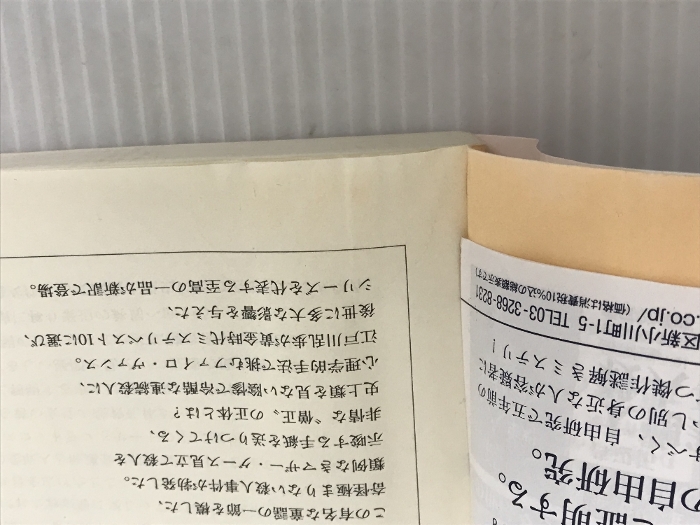 証明する。
の自由研究。
べく、自由研究で五年前の
し別の身近な人が容疑者に
つ傑作謎解きミステリ！
区新小川町1-5 TEL03-3268-8231
.co.jp/ （価格は消費税10％込の総額表示です）
この有名な童謡の一節を模した、
奇怪極まりない殺人事件が勃発した。
類例なきマザー・グース見立て殺人を
示唆する手紙を送りつけてくる、
非情な〝僧正〟の正体とは？
史上類を見ない陰惨で冷酷な連続殺人に、
心理学的手法で挑むファイロ・ヴァンス。
江戸川乱歩が黄金時代ミステリベスト10に選び、
後世に多大な影響を与えた、
シリーズを代表する至高の一品が新訳で登場。